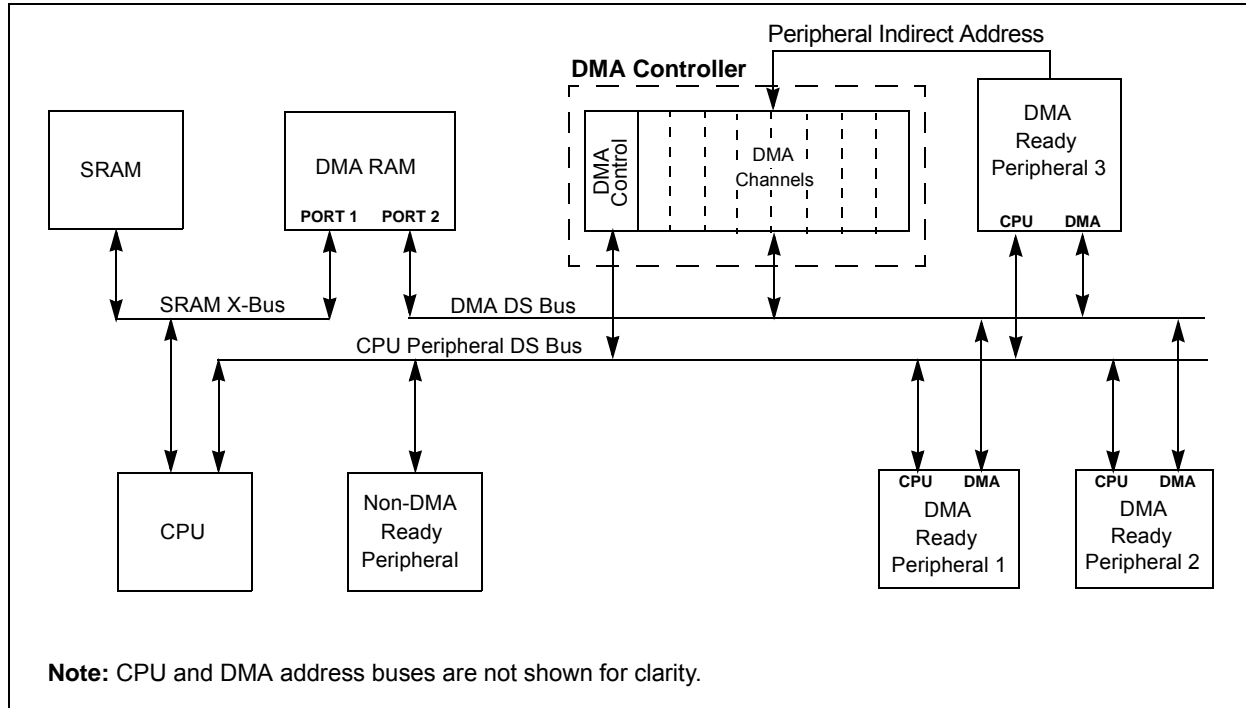 Peripheral Indirect Address
DMA Controller
SRAM
DMA RAM
PORT 1 PORT 2
DMA
Control
DMA
Channels
DMA
Ready
Peripheral 3
CPU DMA
SRAM X-Bus
DMA DS Bus
CPU Peripheral DS Bus
CPU
Non-DMA
Ready
Peripheral
CPU DMA
DMA
Ready
Peripheral 1
CPU DMA
DMA
Ready
Peripheral 2
Note: CPU and DMA address buses are not shown for clarity.